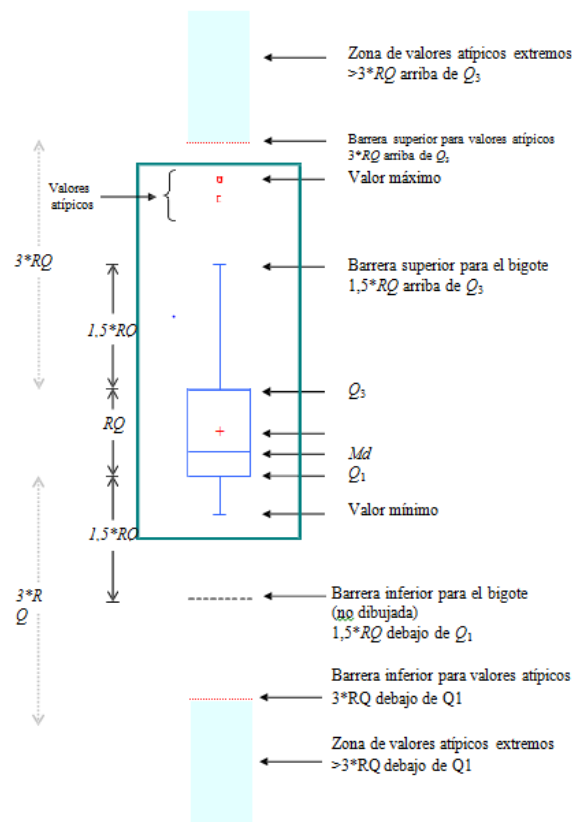 Zona de valores atípicos extremos
>3*RQ arriba de Q3
Barrera superior para valores atípicos
3*RQ arriba de Q3
Valores
atípicos
Valor máximo
3*RQ
Barrera superior para el bigote
1,5*RQ arriba de Q3
1,5*RQ
Q3
RQ
Md
Q1
Valor mínimo
1,5*RQ
3*R
Q
Barrera inferior para el bigote
(no dibujada)
1,5*RQ debajo de Q1
Barrera inferior para valores atípicos
3*RQ debajo de Q1
Zona de valores atípicos extremos
>3*RQ debajo de Q1